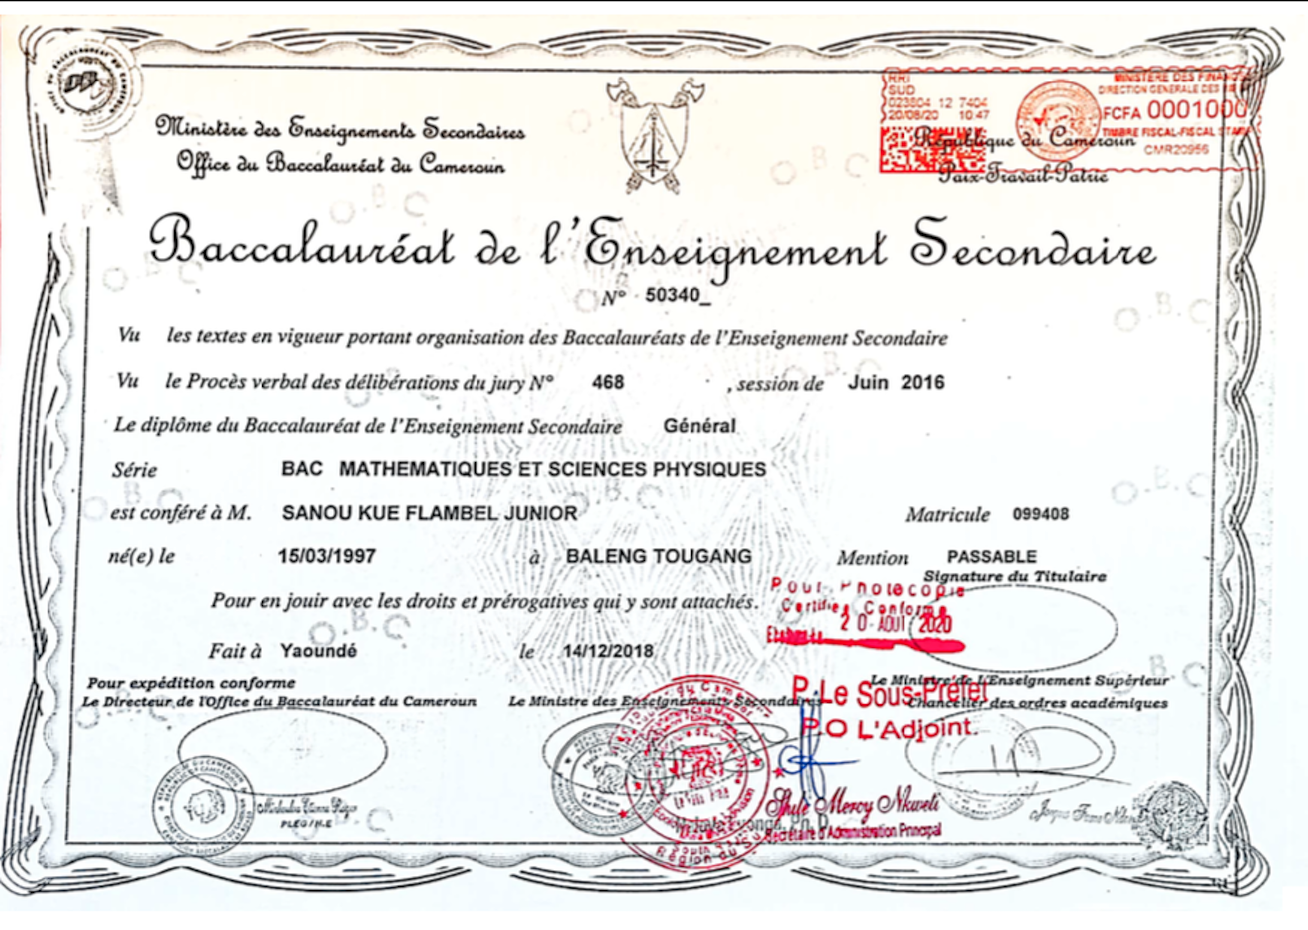 Ministère des Enseignements Secondaires
Office du Baccalauréat du Cameroun
RRI
SUD
023804 12 7404
20/08/20 10:47
MINISTERE DES FINANCES
DIRECTION GENERALE DES
FCFA 0001000
TIMBRE FISCAL-FISCAL STAMP
CMR20956
République du Cameroun
Paix-Travail-Patrie
O.B.C
Baccalauréat de l'Enseignement Secondaire
N° 50340_
Vu les textes en vigueur portant organisation des Baccalauréats de l'Enseignement Secondaire
Vu le Procès verbal des délibérations du jury N° 468 , session de Juin 2016
Le diplôme du Baccalauréat de l'Enseignement Secondaire Général
Série BAC MATHEMATIQUES ET SCIENCES PHYSIQUES
est conféré à M. SANOU KUE FLAMBEL JUNIOR Matricule 099408
né(e) le 15/03/1997 à BALENG TOUGANG Mention PASSABLE
Signature du Titulaire
Pour Photocopie
Certifiée Conforme
20 AOUT 2020
Pour en jouir avec les droits et prérogatives qui y sont attachés.
Fait à Yaoundé le 14/12/2018
Pour expédition conforme
Le Directeur de l'Office du Baccalauréat du Cameroun
Le Ministre des Enseignements Secondaires
Le Ministre de l'Enseignement Supérieur
Chancelier des ordres académiques
P. Le Sous-Préfet
P.O L'Adjoint.
Mercy Nkweti
Secrétaire d'Administration Principal
PLEG/H.E
Région du Sud